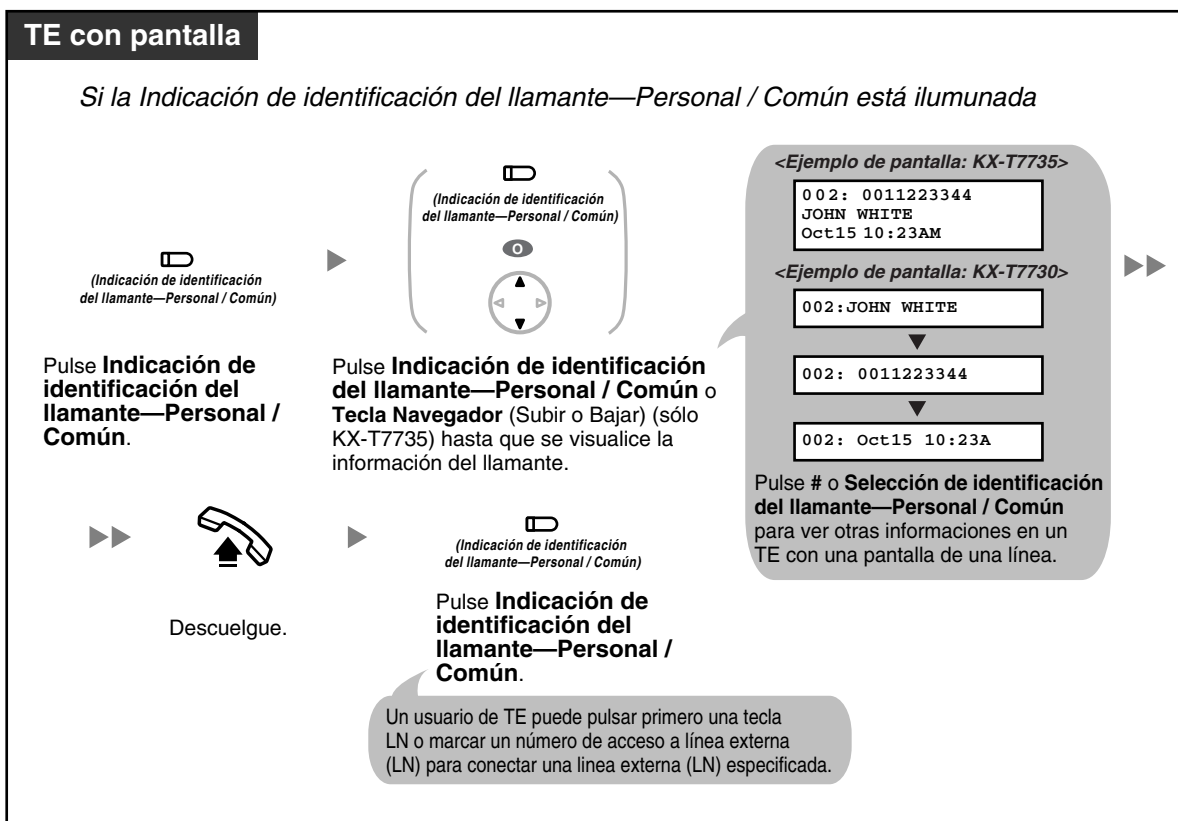 TE con pantalla
Si la Indicación de identificación del llamante—Personal / Común está ilumunada
(Indicación de identificación
del llamante—Personal / Común)
Pulse Indicación de
identificación del
llamante—Personal /
Común.
(Indicación de identificación
del llamante—Personal / Común)
O
Pulse Indicación de identificación
del llamante—Personal / Común o
Tecla Navegador (Subir o Bajar) (sólo
KX-T7735) hasta que se visualice la
información del llamante.
<Ejemplo de pantalla: KX-T7735>
002: 0011223344
JOHN WHITE
Oct15 10:23AM
<Ejemplo de pantalla: KX-T7730>
002:JOHN WHITE
002: 0011223344
002: Oct15 10:23A
Pulse # o Selección de identificación
del llamante—Personal / Común
para ver otras informaciones en un
TE con una pantalla de una línea.
Descuelgue.
(Indicación de identificación
del llamante—Personal / Común)
Pulse Indicación de
identificación del
llamante—Personal /
Común.
Un usuario de TE puede pulsar primero una tecla
LN o marcar un número de acceso a línea externa
(LN) para conectar una linea externa (LN) especificada.